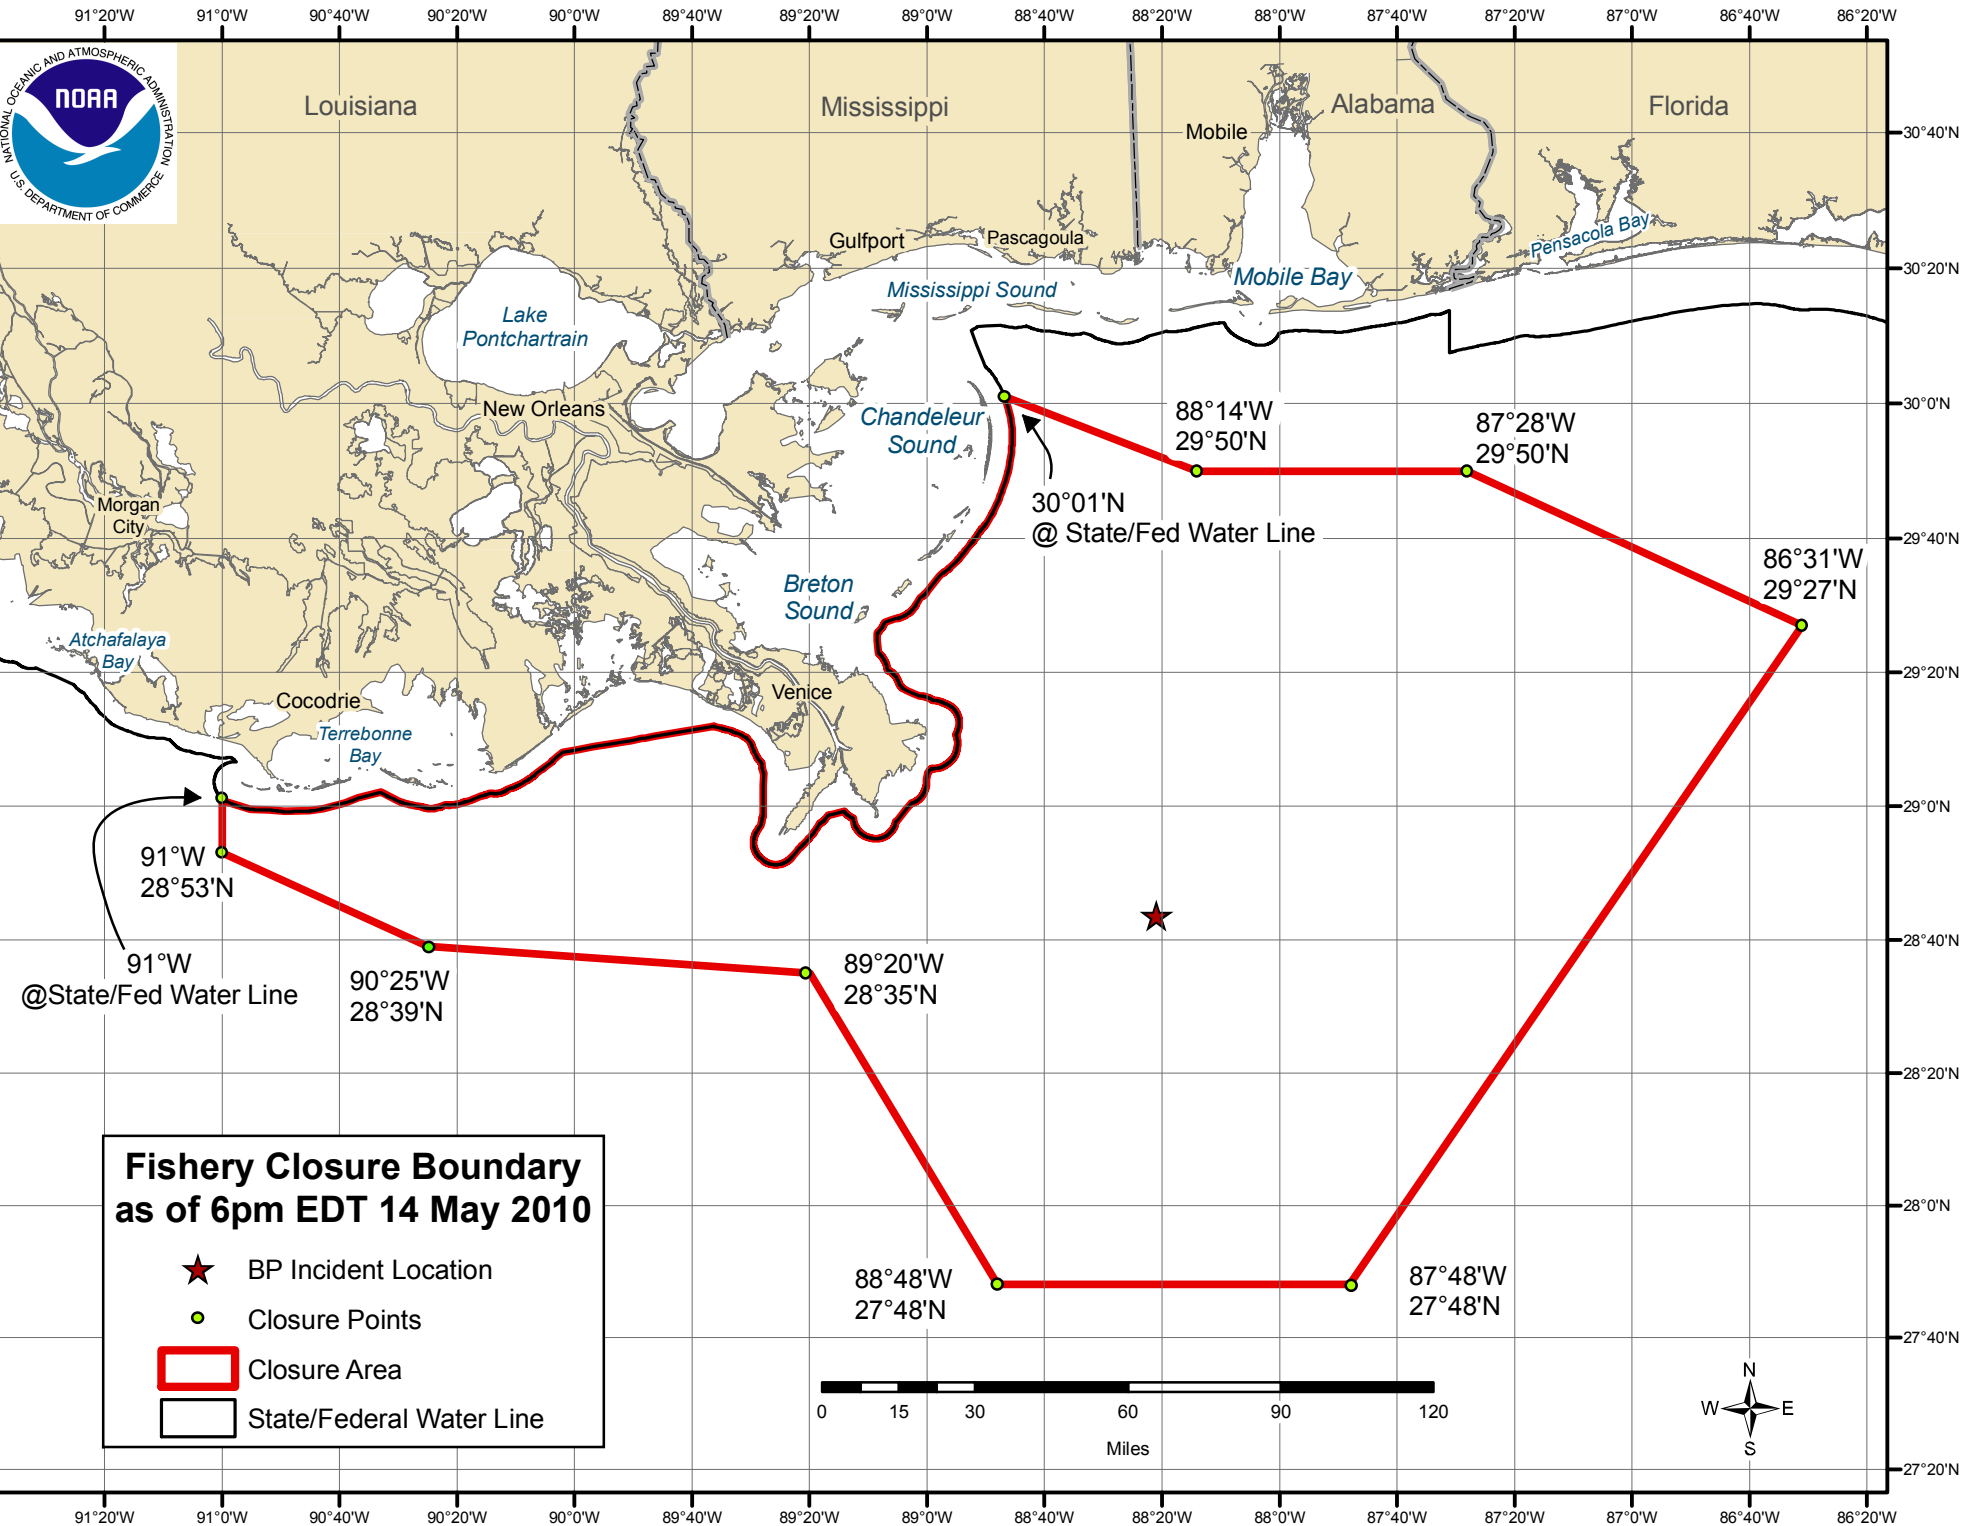 91°20'W 91°0'W 90°40'W 90°20'W 90°0'W 89°40'W 89°20'W 89°0'W 88°40'W 88°20'W 88°0'W 87°40'W 87°20'W 87°0'W 86°40'W 86°20'W
NATIONAL OCEANIC AND ATMOSPHERIC ADMINISTRATION
NOAA
U.S. DEPARTMENT OF COMMERCE
Louisiana
Mississippi
Alabama
Florida
Mobile
30°40'N
Gulfport
Pascagoula
Pensacola Bay
30°20'N
Mobile Bay
Mississippi Sound
Lake
Pontchartrain
New Orleans
30°0'N
Chandeleur
Sound
88°14'W
29°50'N
87°28'W
29°50'N
30°01'N
@ State/Fed Water Line
Morgan
City
29°40'N
86°31'W
29°27'N
Breton
Sound
Atchafalaya
Bay
29°20'N
Venice
Cocodrie
Terrebonne
Bay
29°0'N
91°W
28°53'N
28°40'N
91°W
@State/Fed Water Line
90°25'W
28°39'N
89°20'W
28°35'N
28°20'N
28°0'N
88°48'W
27°48'N
87°48'W
27°48'N
27°40'N
27°20'N
Fishery Closure Boundary
as of 6pm EDT 14 May 2010
BP Incident Location
Closure Points
Closure Area
State/Federal Water Line
0 15 30 60 90 120
Miles
N
W E
S
91°20'W 91°0'W 90°40'W 90°20'W 90°0'W 89°40'W 89°20'W 89°0'W 88°40'W 88°20'W 88°0'W 87°40'W 87°20'W 87°0'W 86°40'W 86°20'W